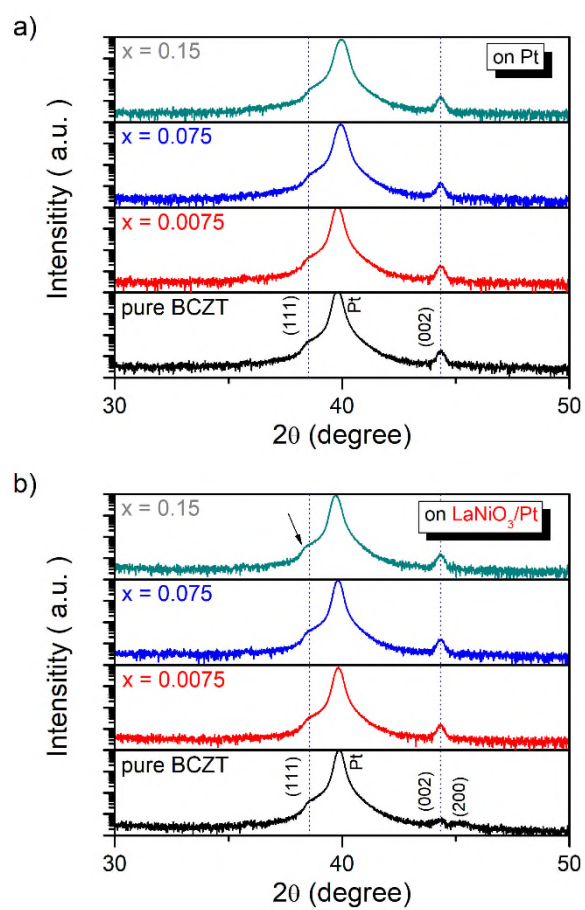 a)
on Pt
x = 0.15
x = 0.075
x = 0.0075
pure BCZT
(111)
Pt
(002)
Intensitity ( a.u. )
30
40
50
2θ (degree)
b)
on LaNiO₃/Pt
x = 0.15
x = 0.075
x = 0.0075
pure BCZT
(111)
Pt
(002)
(200)
Intensitity ( a.u. )
30
40
50
2θ (degree)